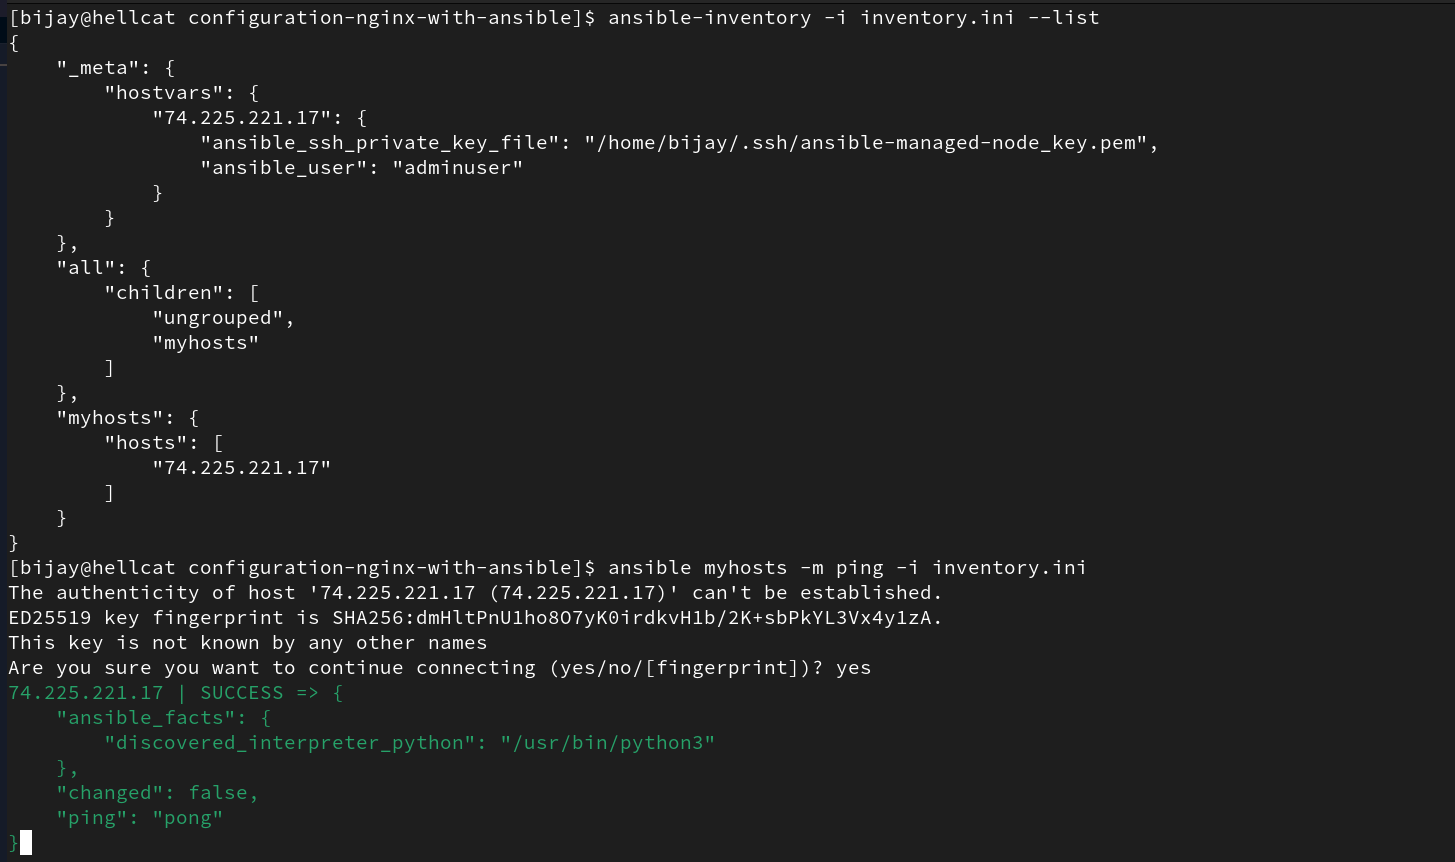 [bijay@hellcat configuration-nginx-with-ansible]$ ansible-inventory -i inventory.ini --list
{
    "_meta": {
        "hostvars": {
            "74.225.221.17": {
                "ansible_ssh_private_key_file": "/home/bijay/.ssh/ansible-managed-node_key.pem",
                "ansible_user": "adminuser"
            }
        }
    },
    "all": {
        "children": [
            "ungrouped",
            "myhosts"
        ]
    },
    "myhosts": {
        "hosts": [
            "74.225.221.17"
        ]
    }
}
[bijay@hellcat configuration-nginx-with-ansible]$ ansible myhosts -m ping -i inventory.ini
The authenticity of host '74.225.221.17 (74.225.221.17)' can't be established.
ED25519 key fingerprint is SHA256:dmHltPnU1ho8O7yK0irdkvH1b/2K+sbPkYL3Vx4y1zA.
This key is not known by any other names
Are you sure you want to continue connecting (yes/no/[fingerprint])? yes
74.225.221.17 | SUCCESS => {
    "ansible_facts": {
        "discovered_interpreter_python": "/usr/bin/python3"
    },
    "changed": false,
    "ping": "pong"
}